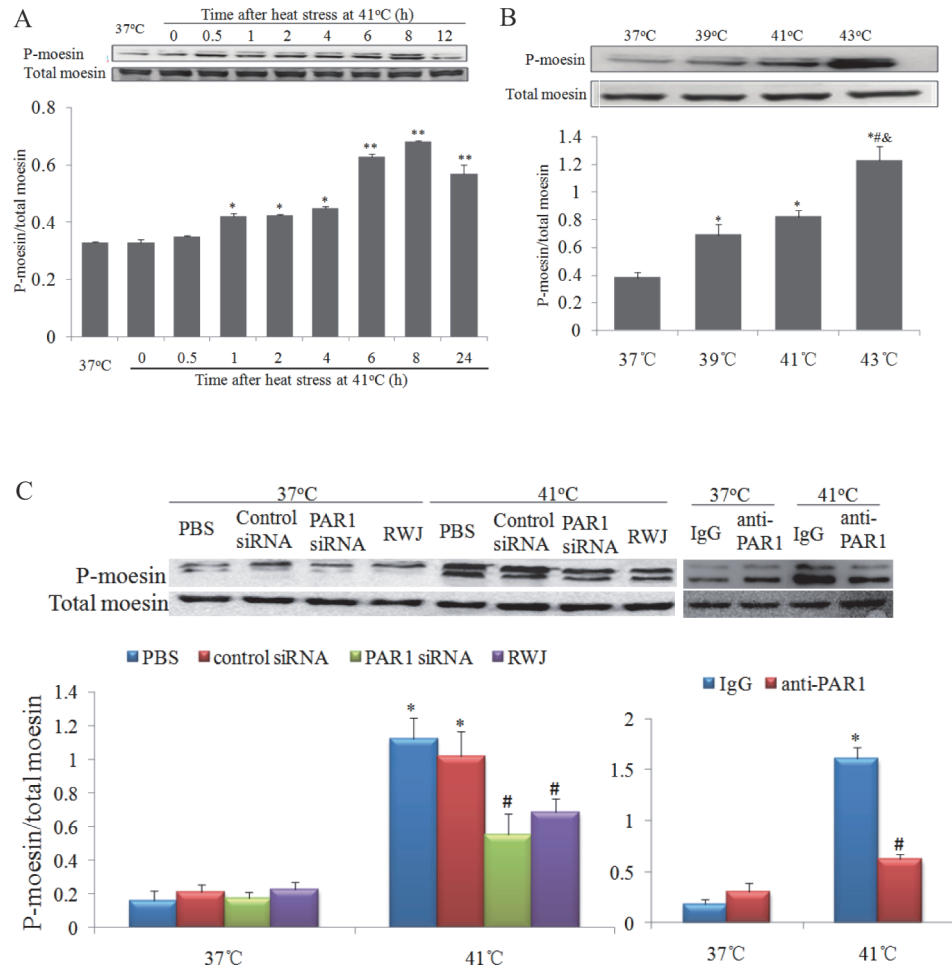 A
Time after heat stress at 41°C (h)
37°C 0 0.5 1 2 4 6 8 12
P-moesin
Total moesin
P-moesin/total moesin
0.8
0.6
0.4
0.2
0
* * * ** ** **
37°C 0 0.5 1 2 4 6 8 24
Time after heat stress at 41°C (h)
B
37°C 39°C 41°C 43°C
P-moesin
Total moesin
P-moesin/total moesin
1.4
1.2
1
0.8
0.6
0.4
0.2
0
* * *#&
37℃ 39℃ 41℃ 43℃
C
37°C 41°C
PBS Control siRNA PAR1 siRNA RWJ PBS Control siRNA PAR1 siRNA RWJ
P-moesin
Total moesin
37°C 41°C
IgG anti-PAR1 IgG anti-PAR1
PBS control siRNA PAR1 siRNA RWJ
P-moesin/total moesin
1.4
1.2
1
0.8
0.6
0.4
0.2
0
* * # #
37℃ 41℃
IgG anti-PAR1
2
1.5
1
0.5
0
* #
37℃ 41℃